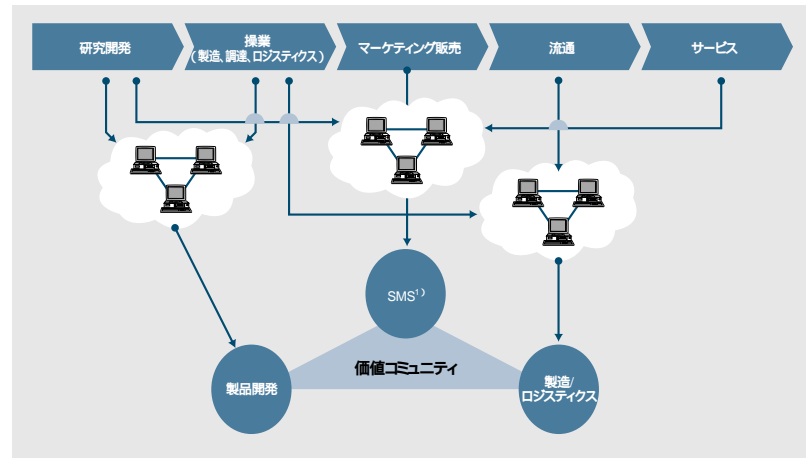 研究開発
操業
(製造、調達、ロジスティクス)
マーケティング販売
流通
サービス
SMS¹⁾
価値コミュニティ
製品開発
製造/
ロジスティクス